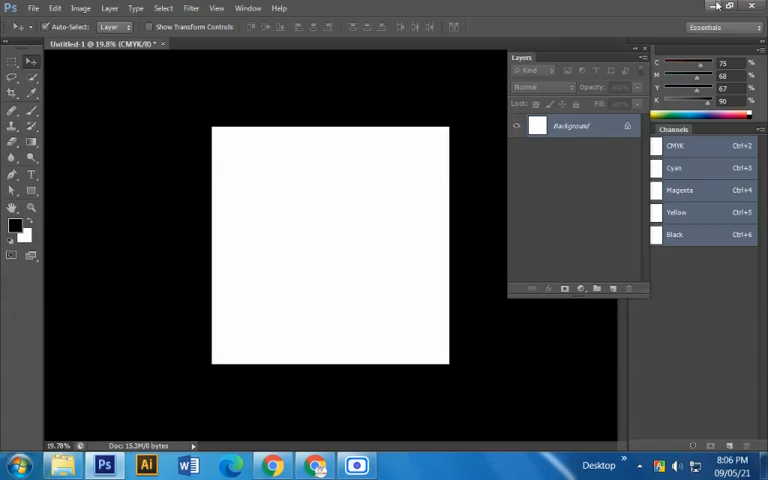 Ps File Edit Image Layer Type Select Filter View Window Help
Auto-Select: Layer Show Transform Controls Essentials
Untitled-1 @ 19.8% (CMYK/8) * ×
Layers
Kind
Normal Opacity:
Lock: Fill:
Background
C 75 %
M 68 %
Y 67 %
K 90 %
Channels
CMYK Ctrl+2
Cyan Ctrl+3
Magenta Ctrl+4
Yellow Ctrl+5
Black Ctrl+6
19.78% Doc: 15.3M/0 bytes
Ps Ai W Desktop » 8:06 PM
09/05/21